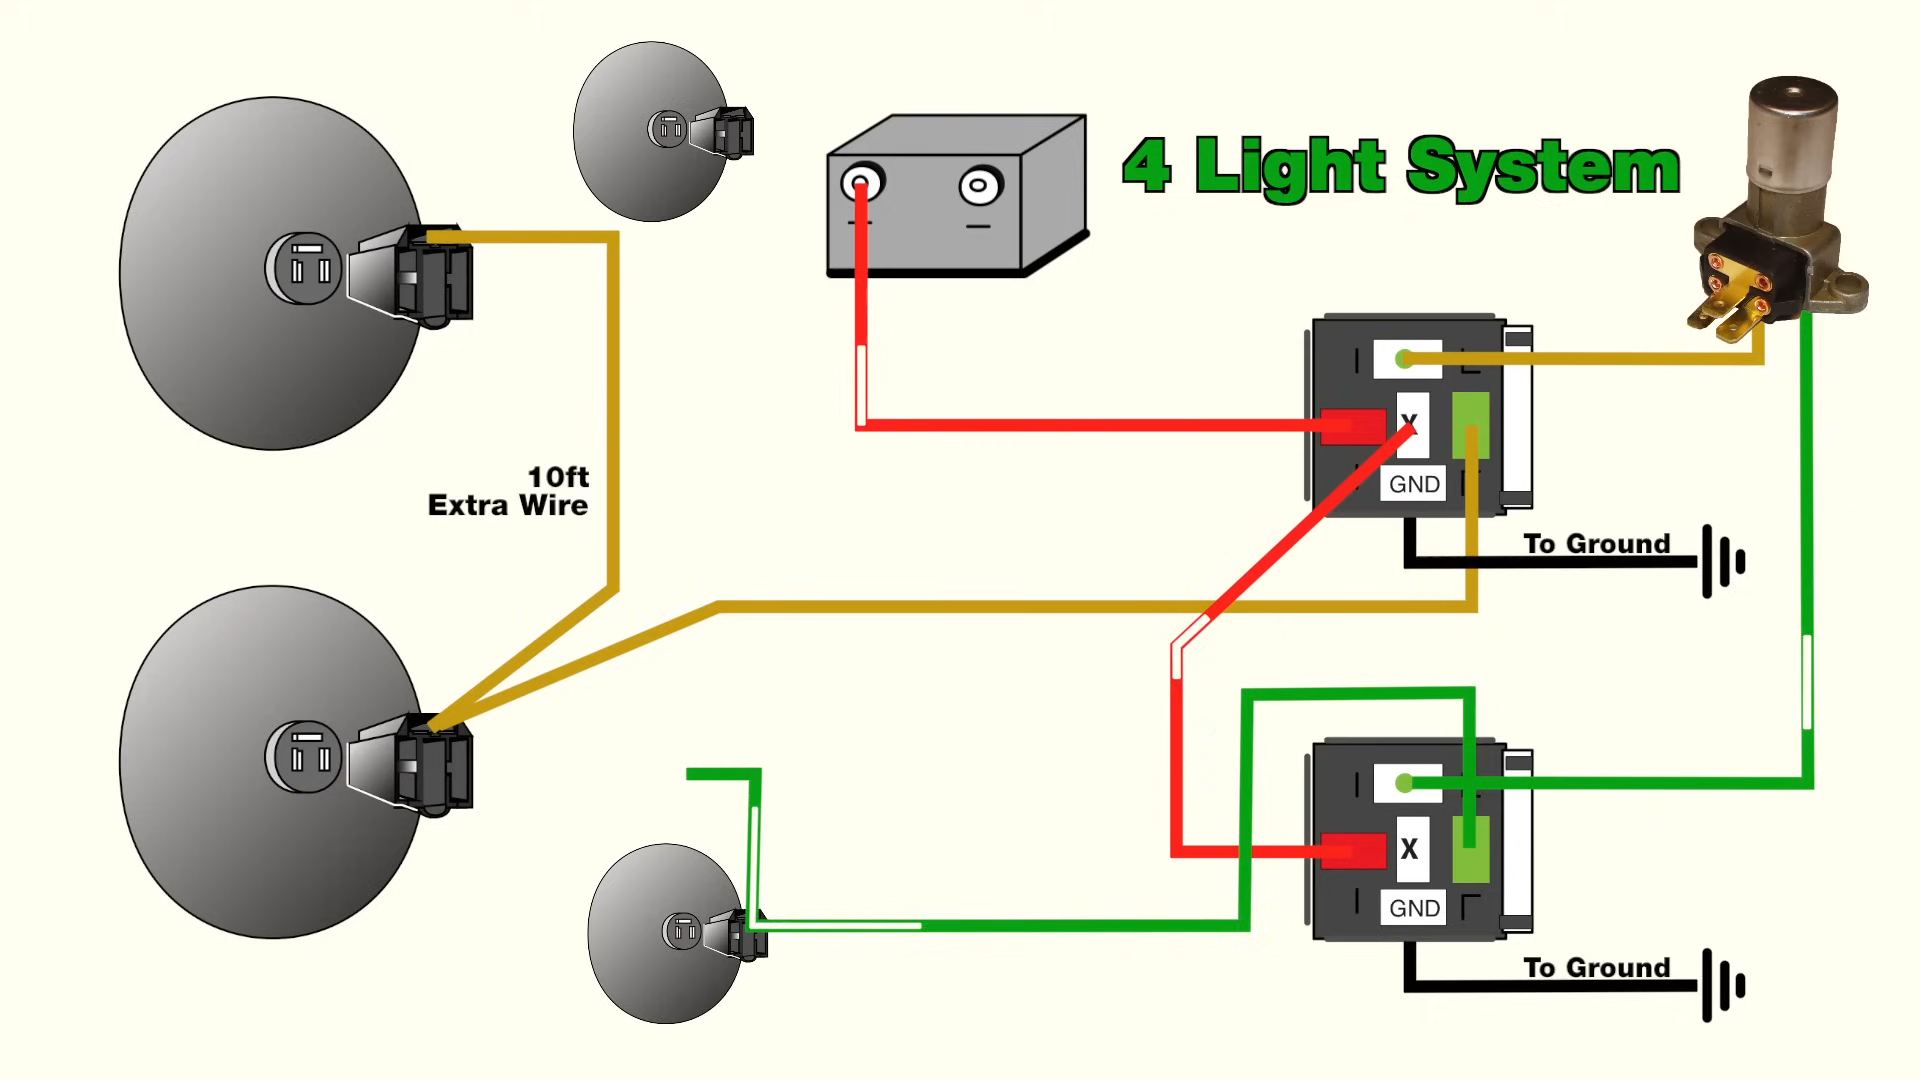 4 Light System
10ft
Extra Wire
X
GND
To Ground
X
GND
To Ground